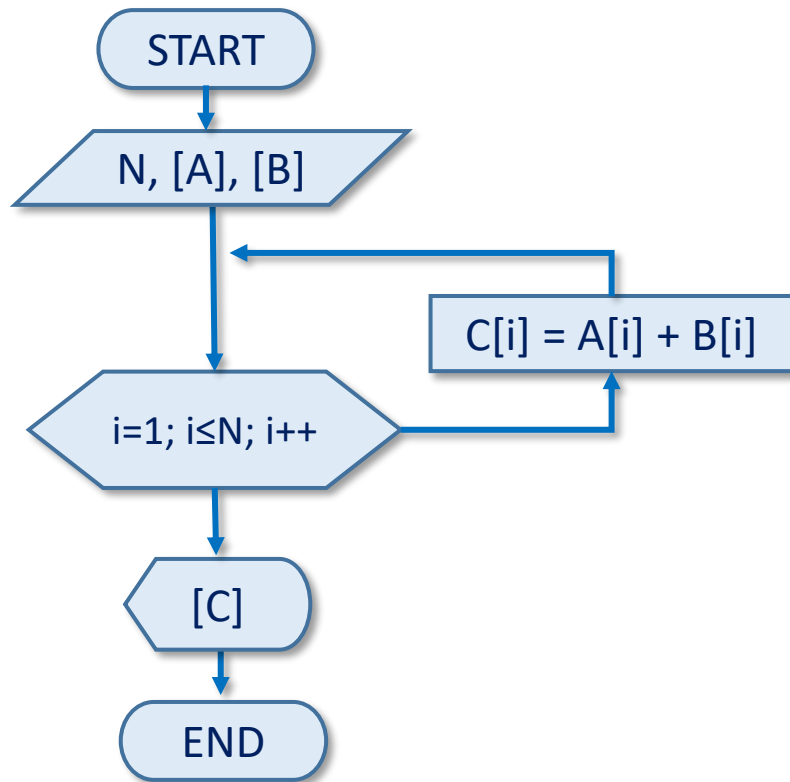 START
N, [A], [B]
C[i] = A[i] + B[i]
i=1; i≤N; i++
[C]
END